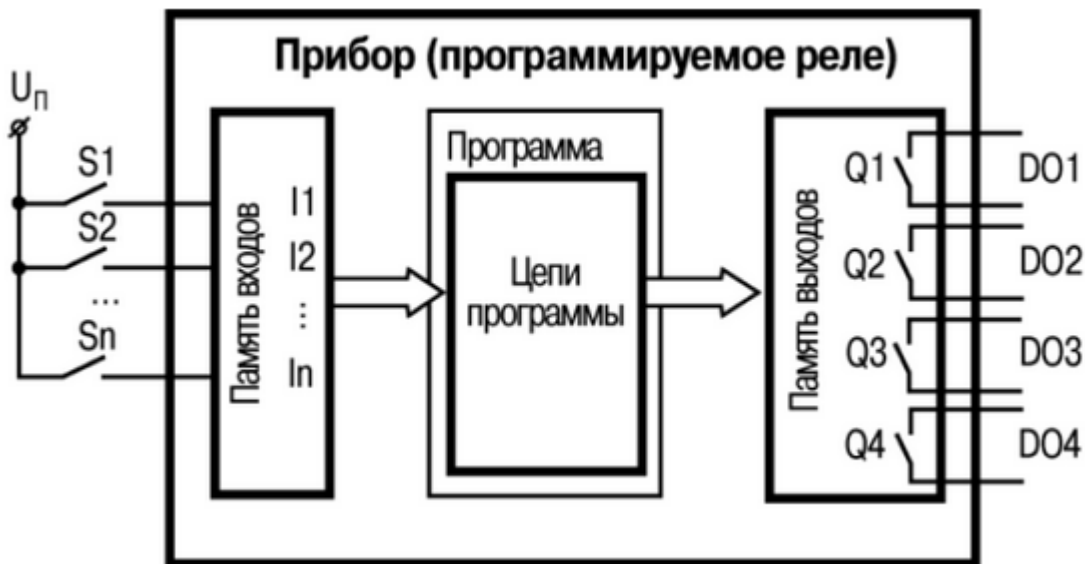 Прибор (программируемое реле)
Uп
S1
S2
...
Sn
Память входов
I1
I2
...
In
Программа
Цепи
программы
Память выходов
Q1
Q2
Q3
Q4
DO1
DO2
DO3
DO4